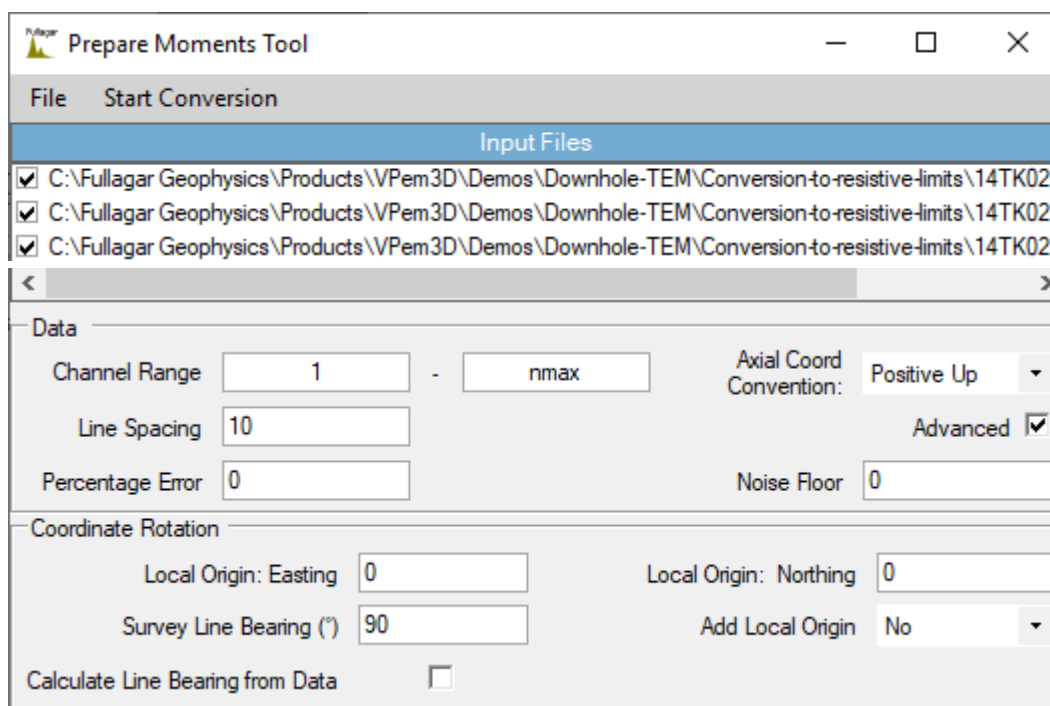 Fullagar
Prepare Moments Tool
File Start Conversion
Input Files
C:\Fullagar Geophysics\Products\VPem3D\Demos\Downhole-TEM\Conversion-to-resistive-limits\14TK02
C:\Fullagar Geophysics\Products\VPem3D\Demos\Downhole-TEM\Conversion-to-resistive-limits\14TK02
C:\Fullagar Geophysics\Products\VPem3D\Demos\Downhole-TEM\Conversion-to-resistive-limits\14TK02
Data
Channel Range 1 - nmax Axial Coord Convention: Positive Up
Line Spacing 10 Advanced
Percentage Error 0 Noise Floor 0
Coordinate Rotation
Local Origin: Easting 0 Local Origin: Northing 0
Survey Line Bearing (°) 90 Add Local Origin No
Calculate Line Bearing from Data